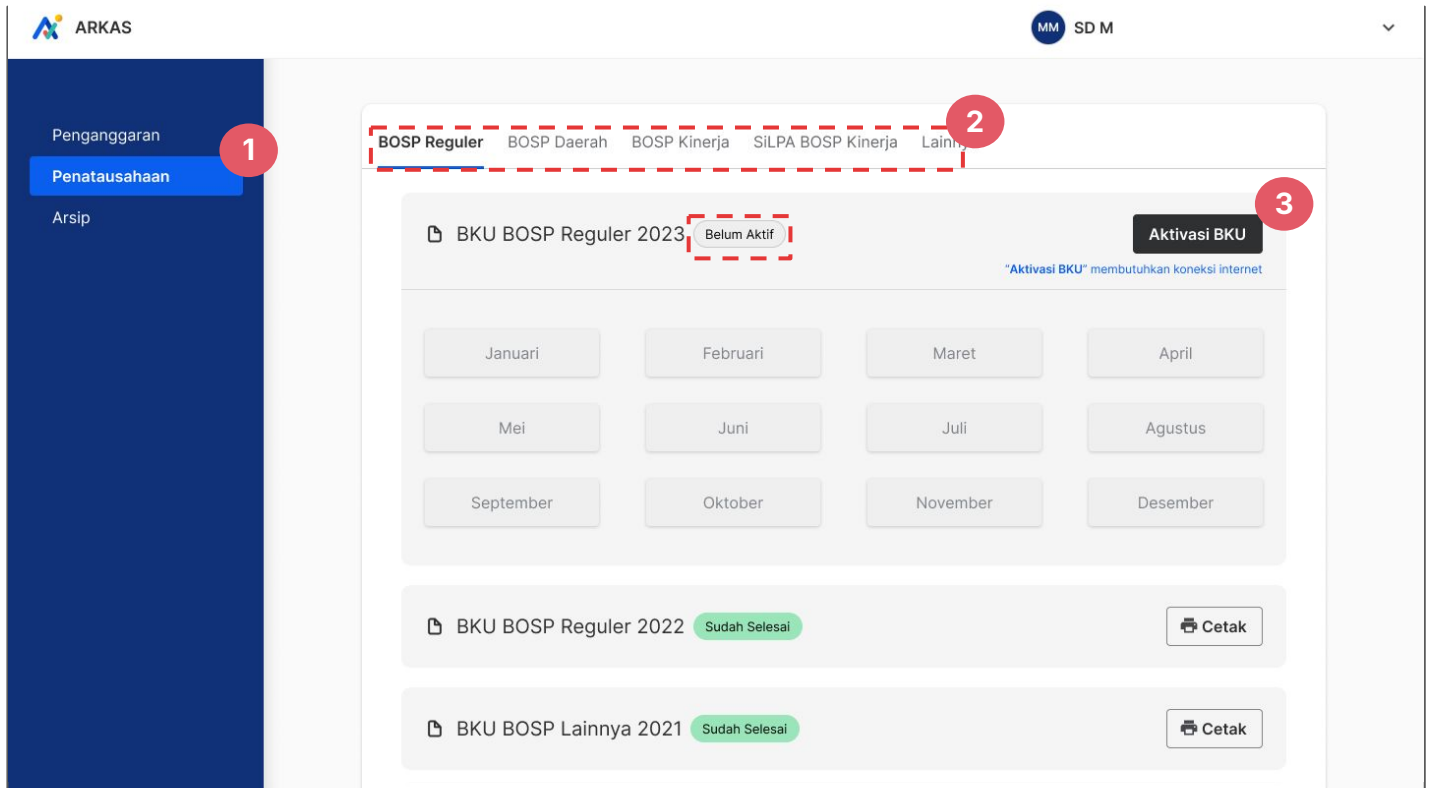 ARKAS
MM SD M
Penganggaran
1
Penatausahaan
Arsip
2
BOSP Reguler BOSP Daerah BOSP Kinerja SiLPA BOSP Kinerja Lainnya
3
BKU BOSP Reguler 2023 Belum Aktif Aktivasi BKU
"Aktivasi BKU" membutuhkan koneksi internet
Januari Februari Maret April
Mei Juni Juli Agustus
September Oktober November Desember
BKU BOSP Reguler 2022 Sudah Selesai Cetak
BKU BOSP Lainnya 2021 Sudah Selesai Cetak